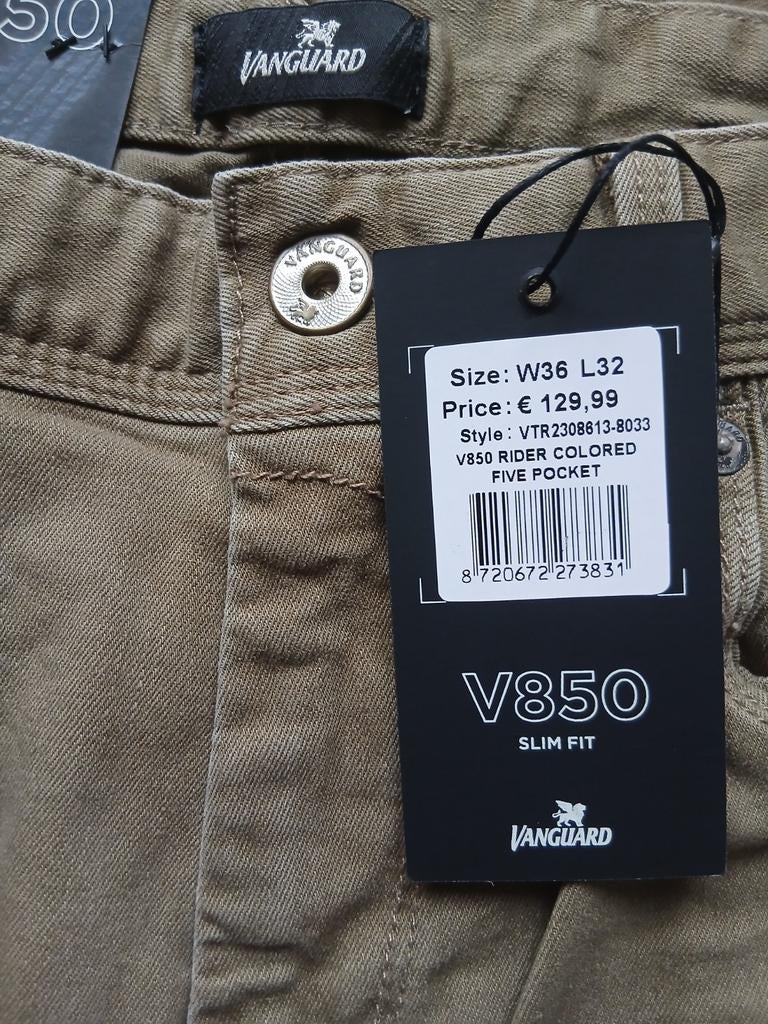 50
VANGUARD
VANGUARD
Size: W36 L32
Price: € 129,99
Style: VTR2308613-8033
V850 RIDER COLORED
FIVE POCKET
8 720672 273831
V850
SLIM FIT
VANGUARD